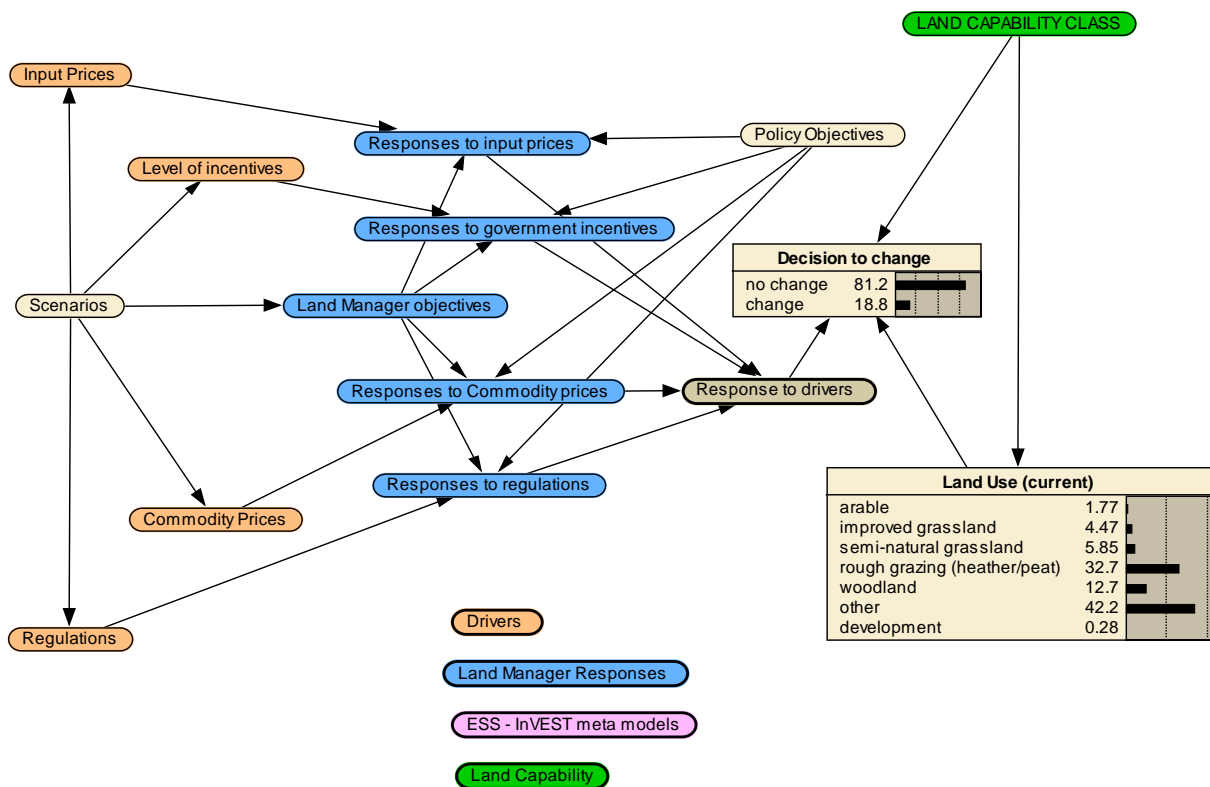 LAND CAPABILITY CLASS
Input Prices
Policy Objectives
Responses to input prices
Level of incentives
Responses to government incentives
Decision to change
no change 81.2
change 18.8
Scenarios
Land Manager objectives
Responses to Commodity prices
Response to drivers
Responses to regulations
Commodity Prices
Land Use (current)
arable 1.77
improved grassland 4.47
semi-natural grassland 5.85
rough grazing (heather/peat) 32.7
woodland 12.7
other 42.2
development 0.28
Regulations
Drivers
Land Manager Responses
ESS - InVEST meta models
Land Capability